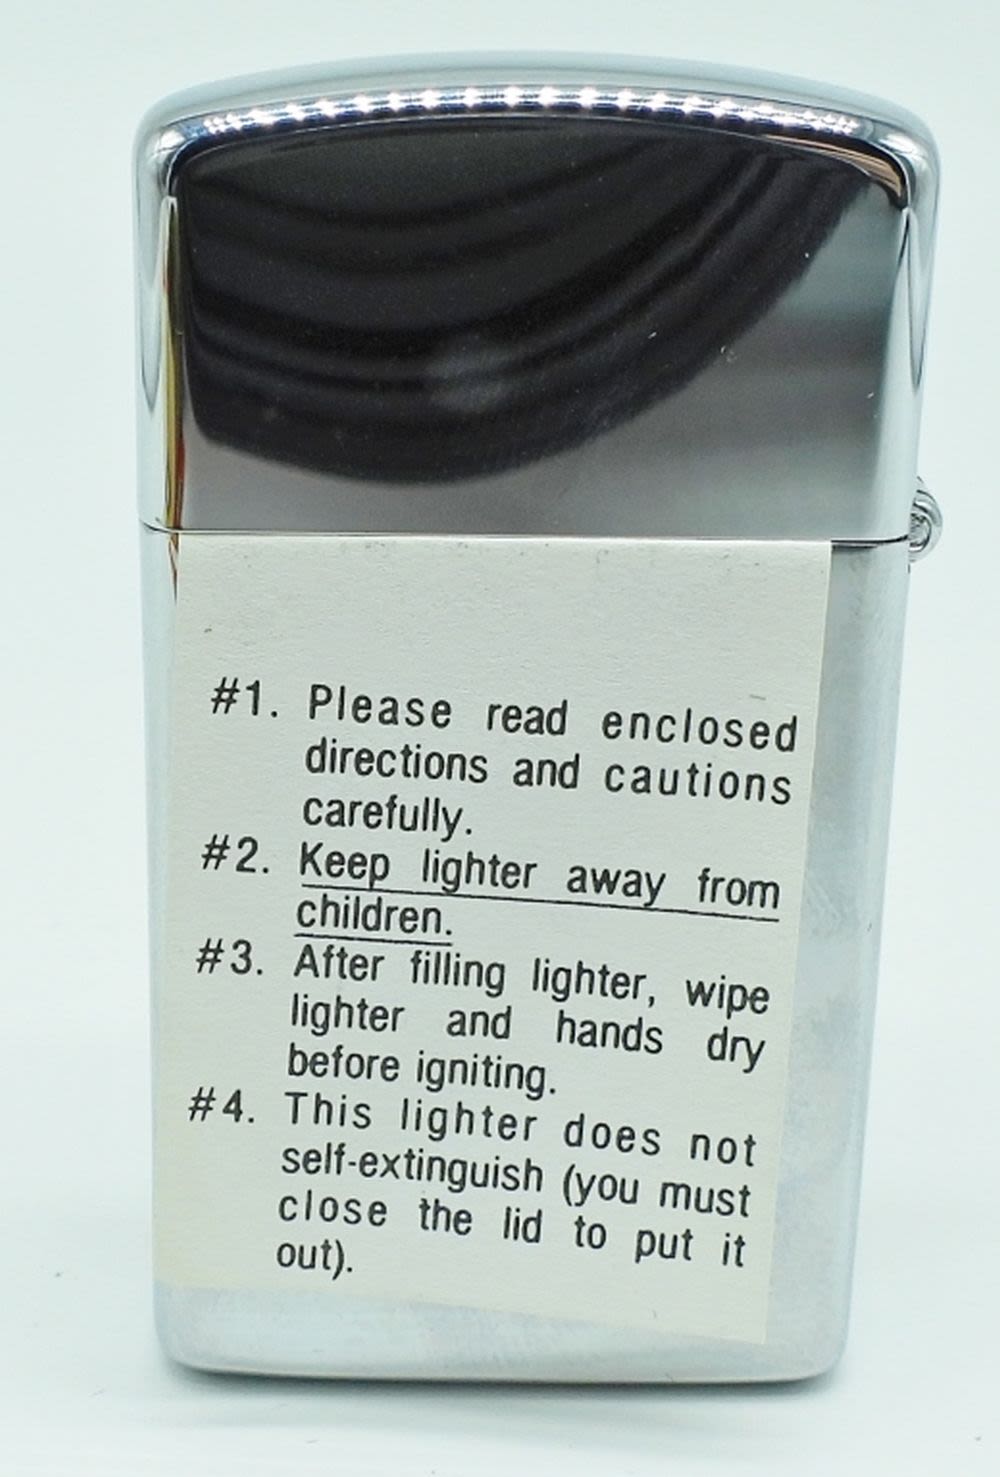 #1. Please read enclosed
directions and cautions
carefully.
#2. Keep lighter away from
children.
#3. After filling lighter, wipe
lighter and hands dry
before igniting.
#4. This lighter does not
self-extinguish (you must
close the lid to put it
out).